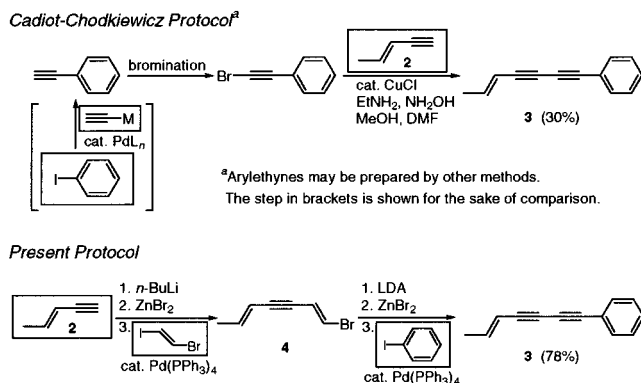 Cadiot-Chodkiewicz Protocolᵃ
bromination
Br
2
cat. CuCl
EtNH₂, NH₂OH
MeOH, DMF
3 (30%)
M
cat. PdLₙ
I
ᵃArylethynes may be prepared by other methods.
The step in brackets is shown for the sake of comparison.
Present Protocol
2
1. n-BuLi
2. ZnBr₂
3.
I
Br
cat. Pd(PPh₃)₄
Br
4
1. LDA
2. ZnBr₂
3.
I
cat. Pd(PPh₃)₄
3 (78%)